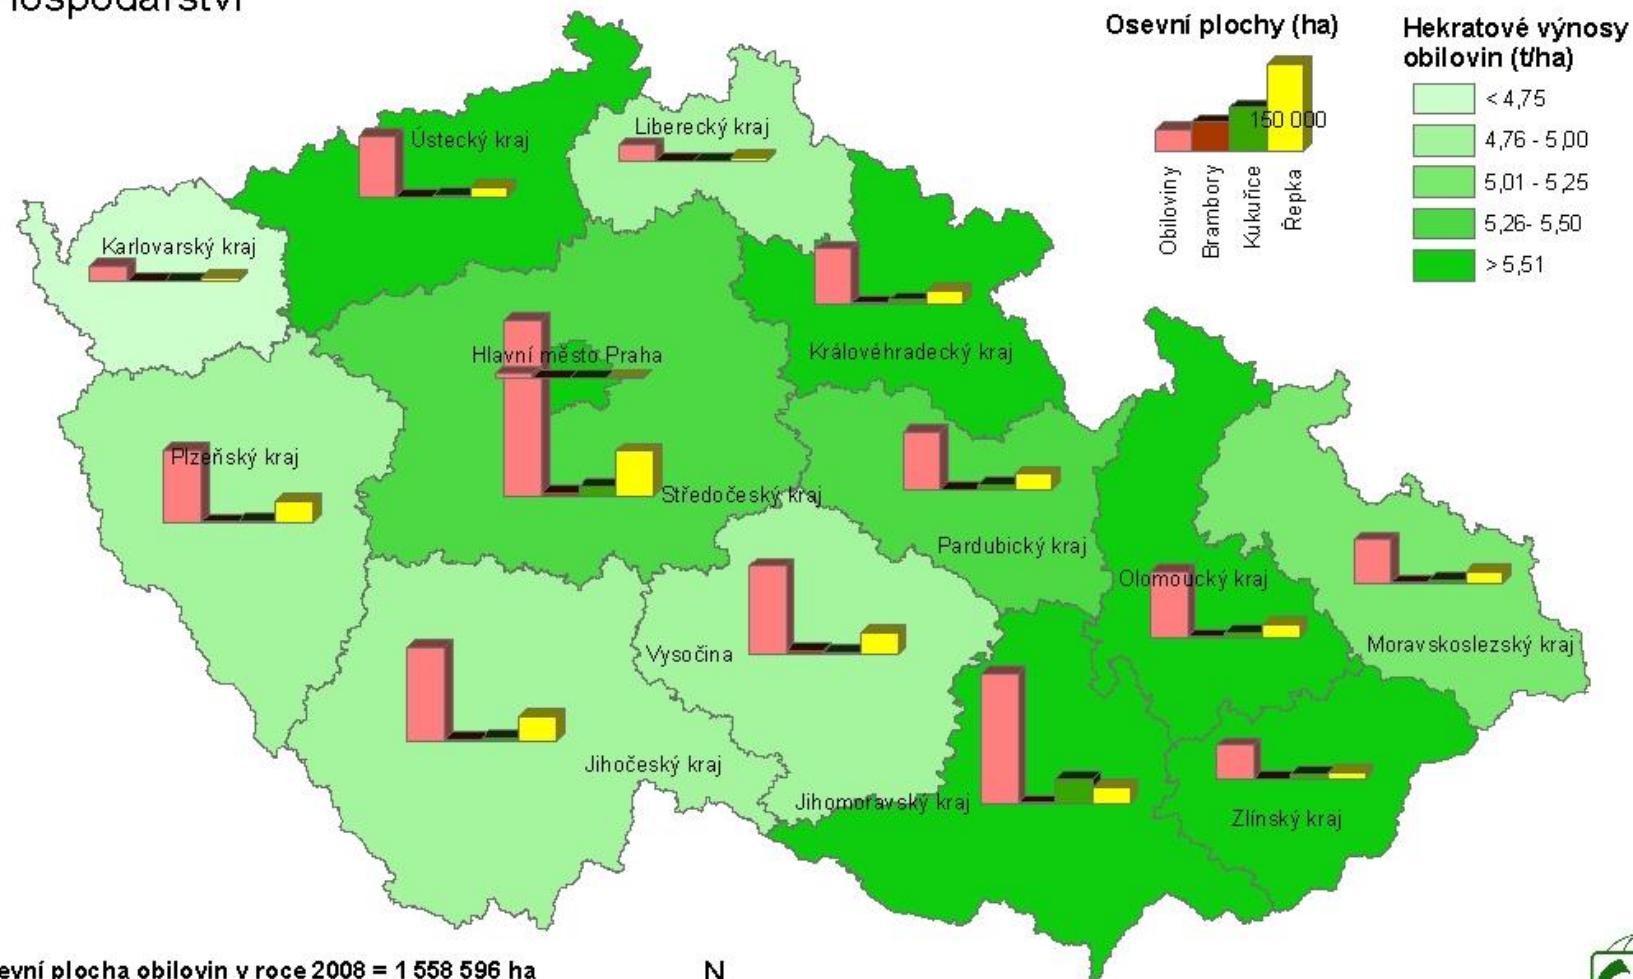 Osevní plochy (ha)
150 000
Obiloviny
Brambory
Kukuřice
Řepka
Hekratové výnosy
obilovin (t/ha)
< 4,75
4,76 - 5,00
5,01 - 5,25
5,26- 5,50
> 5,51
Ústecký kraj
Liberecký kraj
Karlovarský kraj
Hlavní město Praha
Královéhradecký kraj
Plzeňský kraj
Středočeský kraj
Pardubický kraj
Olomoucký kraj
Moravskoslezský kraj
Vysočina
Jihočeský kraj
Jihomoravský kraj
Zlínský kraj
evní plocha obilovin v roce 2008 = 1 558 596 ha
N